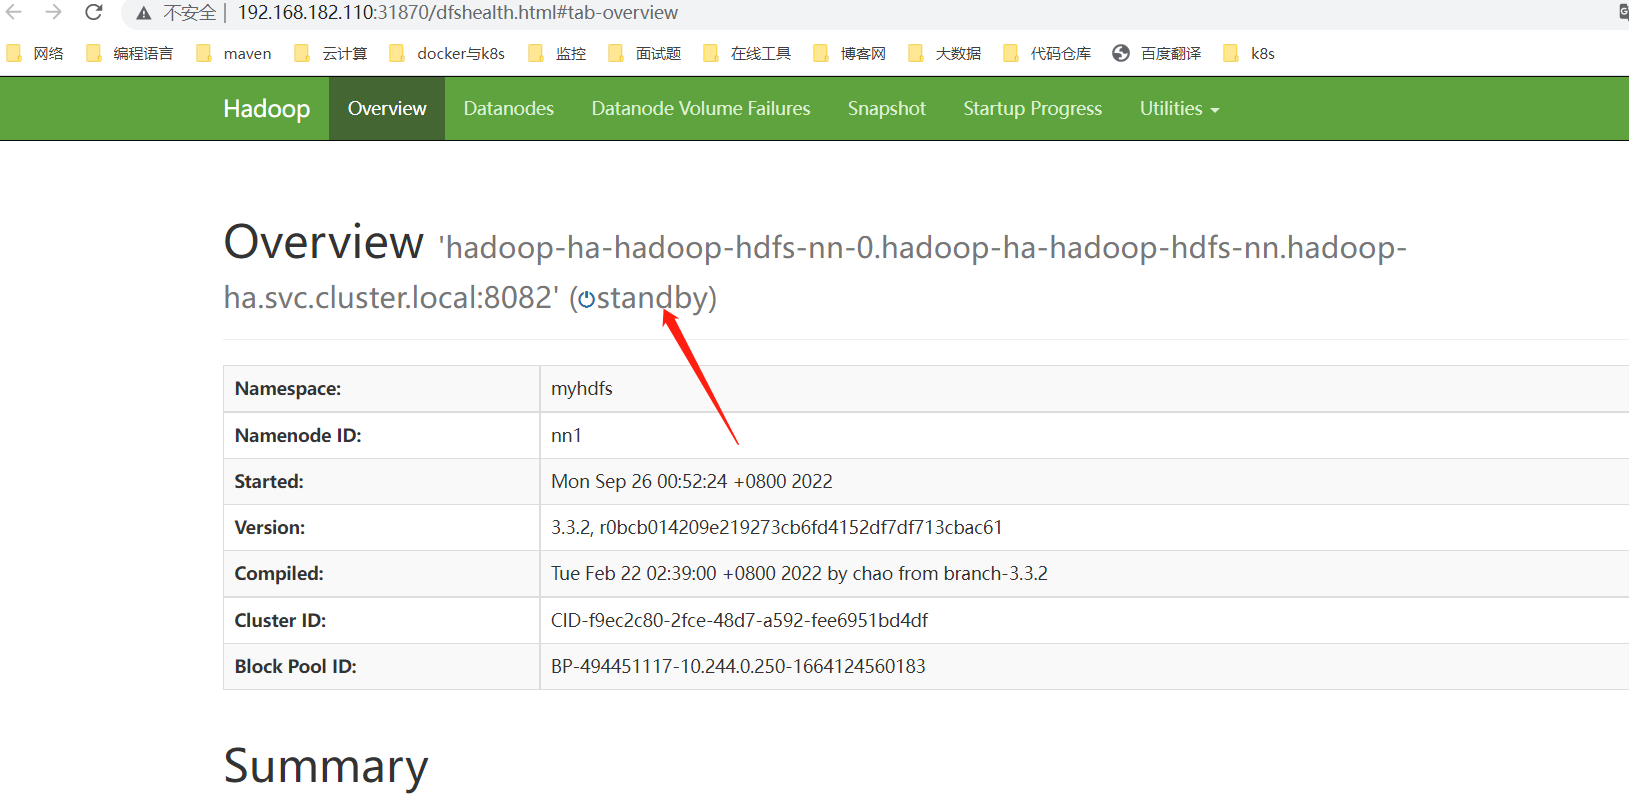 不安全 | 192.168.182.110:31870/dfshealth.html#tab-overview
网络 编程语言 maven 云计算 docker与k8s 监控 面试题 在线工具 博客网 大数据 代码仓库 百度翻译 k8s
Hadoop Overview Datanodes Datanode Volume Failures Snapshot Startup Progress Utilities
Overview 'hadoop-ha-hadoop-hdfs-nn-0.hadoop-ha-hadoop-hdfs-nn.hadoop-
ha.svc.cluster.local:8082' (standby)
Namespace: myhdfs
Namenode ID: nn1
Started: Mon Sep 26 00:52:24 +0800 2022
Version: 3.3.2, r0bcb014209e219273cb6fd4152df7df713cbac61
Compiled: Tue Feb 22 02:39:00 +0800 2022 by chao from branch-3.3.2
Cluster ID: CID-f9ec2c80-2fce-48d7-a592-fee6951bd4df
Block Pool ID: BP-494451117-10.244.0.250-1664124560183
Summary